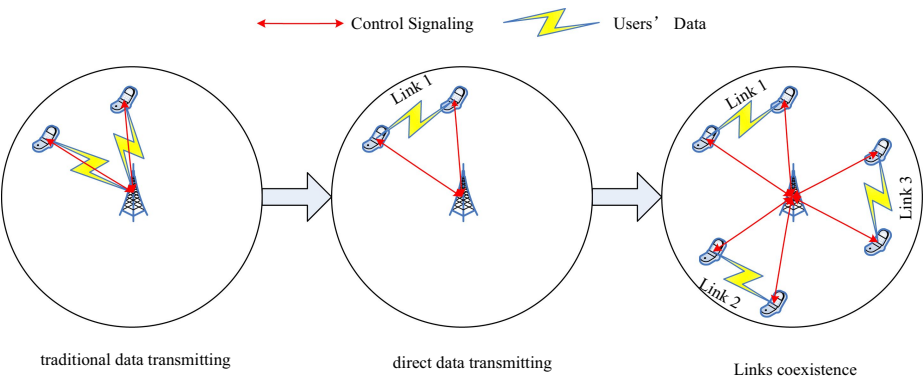 Control Signaling
Users’ Data
Link 1
Link 1
Link 3
Link 2
traditional data transmitting
direct data transmitting
Links coexistence